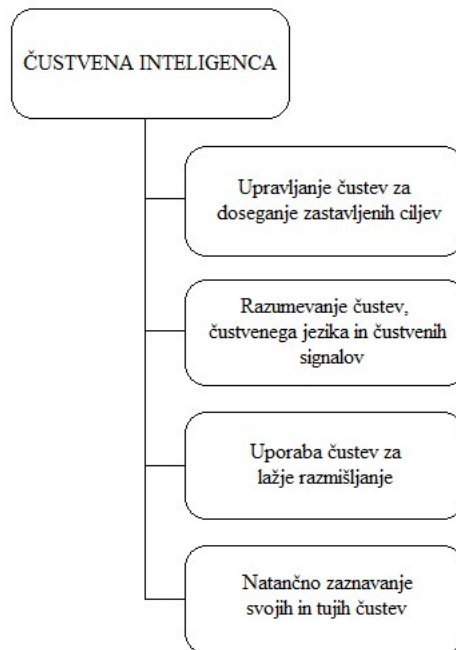 ČUSTVENA INTELIGENCA
Upravljanje čustev za
doseganje zastavljenih ciljev
Razumevanje čustev,
čustvenega jezika in čustvenih
signalov
Uporaba čustev za
lažje razmišljanje
Natančno zaznavanje
svojih in tujih čustev